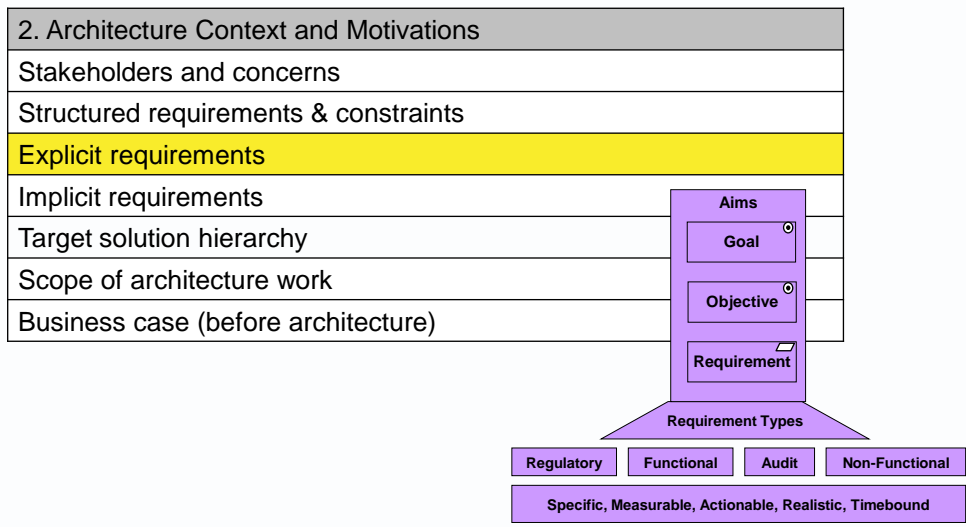 2. Architecture Context and Motivations
Stakeholders and concerns
Structured requirements & constraints
Explicit requirements
Implicit requirements
Target solution hierarchy
Scope of architecture work
Business case (before architecture)
Aims
Goal
Objective
Requirement
Requirement Types
Regulatory
Functional
Audit
Non-Functional
Specific, Measurable, Actionable, Realistic, Timebound